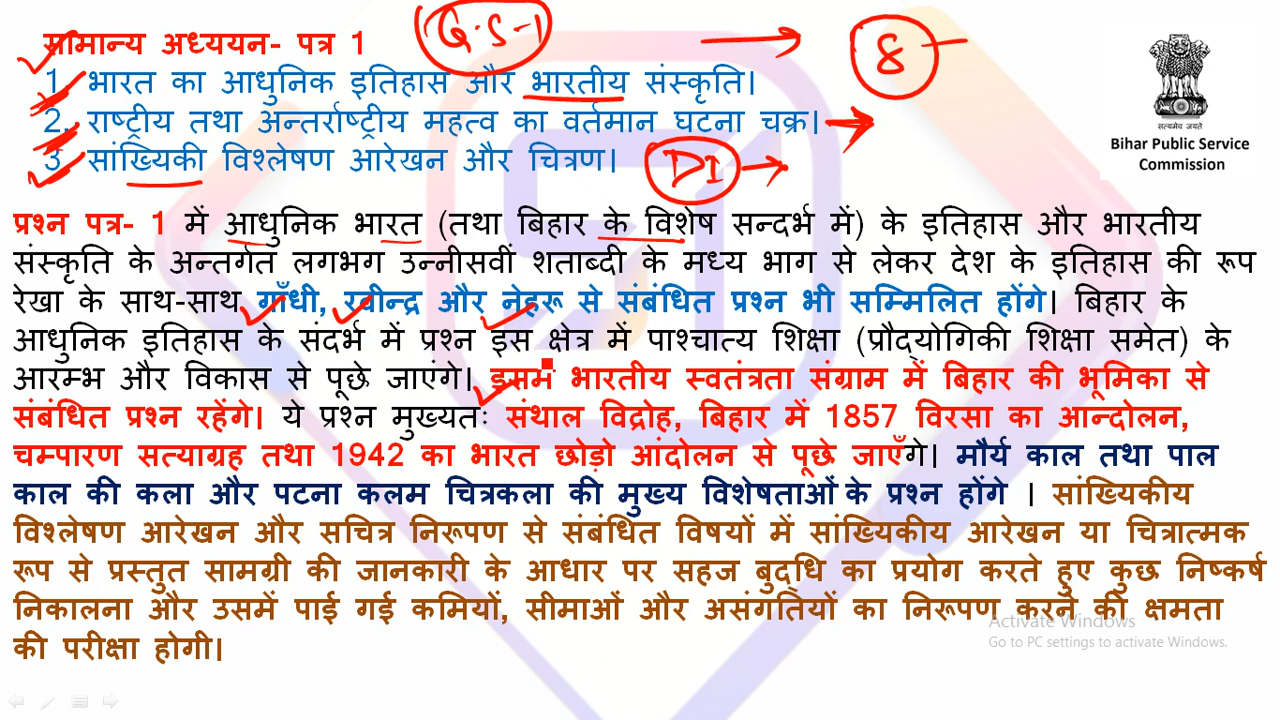 सामान्य अध्ययन- पत्र 1
G.S-1
8
1. भारत का आधुनिक इतिहास और भारतीय संस्कृति।
2. राष्ट्रीय तथा अन्तर्राष्ट्रीय महत्व का वर्तमान घटना चक्र।
3. सांख्यिकी विश्लेषण आरेखन और चित्रण।
DI
सत्यमेव जयते
Bihar Public Service
Commission
प्रश्न पत्र- 1 में आधुनिक भारत (तथा बिहार के विशेष सन्दर्भ में) के इतिहास और भारतीय
संस्कृति के अन्तर्गत लगभग उन्नीसवीं शताब्दी के मध्य भाग से लेकर देश के इतिहास की रूप
रेखा के साथ-साथ गाँधी, रवीन्द्र और नेहरू से संबंधित प्रश्न भी सम्मिलित होंगे। बिहार के
आधुनिक इतिहास के संदर्भ में प्रश्न इस क्षेत्र में पाश्चात्य शिक्षा (प्रौद्योगिकी शिक्षा समेत) के
आरम्भ और विकास से पूछे जाएंगे। इसमें भारतीय स्वतंत्रता संग्राम में बिहार की भूमिका से
संबंधित प्रश्न रहेंगे। ये प्रश्न मुख्यतः संथाल विद्रोह, बिहार में 1857 विरसा का आन्दोलन,
चम्पारण सत्याग्रह तथा 1942 का भारत छोड़ो आंदोलन से पूछे जाएँगे। मौर्य काल तथा पाल
काल की कला और पटना कलम चित्रकला की मुख्य विशेषताओं के प्रश्न होंगे । सांख्यिकीय
विश्लेषण आरेखन और सचित्र निरूपण से संबंधित विषयों में सांख्यिकीय आरेखन या चित्रात्मक
रूप से प्रस्तुत सामग्री की जानकारी के आधार पर सहज बुद्धि का प्रयोग करते हुए कुछ निष्कर्ष
निकालना और उसमें पाई गई कमियों, सीमाओं और असंगतियों का निरूपण करने की क्षमता
की परीक्षा होगी।
Activate Windows
Go to PC settings to activate Windows.